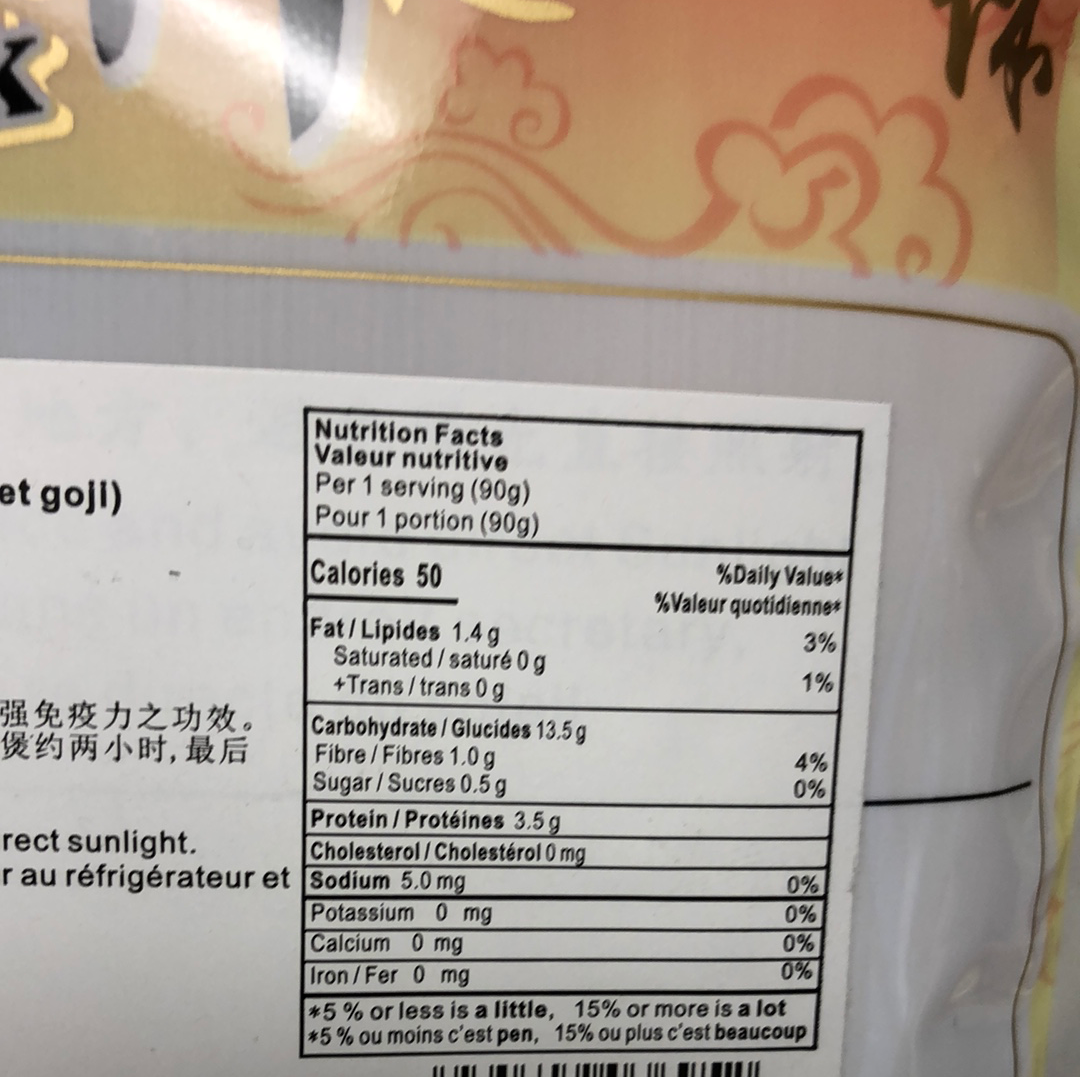 et goji)
强免疫力之功效。
煲约两小时,最后
rect sunlight.
r au réfrigérateur et
Nutrition Facts
Valeur nutritive
Per 1 serving (90g)
Pour 1 portion (90g)
Calories 50
%Daily Value*
%Valeur quotidienne*
Fat / Lipides 1.4 g 3%
Saturated / saturé 0 g
+Trans / trans 0 g 1%
Carbohydrate / Glucides 13.5 g
Fibre / Fibres 1.0 g 4%
Sugar / Sucres 0.5 g 0%
Protein / Protéines 3.5 g
Cholesterol / Cholestérol 0 mg
Sodium 5.0 mg 0%
Potassium 0 mg 0%
Calcium 0 mg 0%
Iron / Fer 0 mg 0%
*5 % or less is a little, 15% or more is a lot
*5 % ou moins c'est pen, 15% ou plus c'est beaucoup